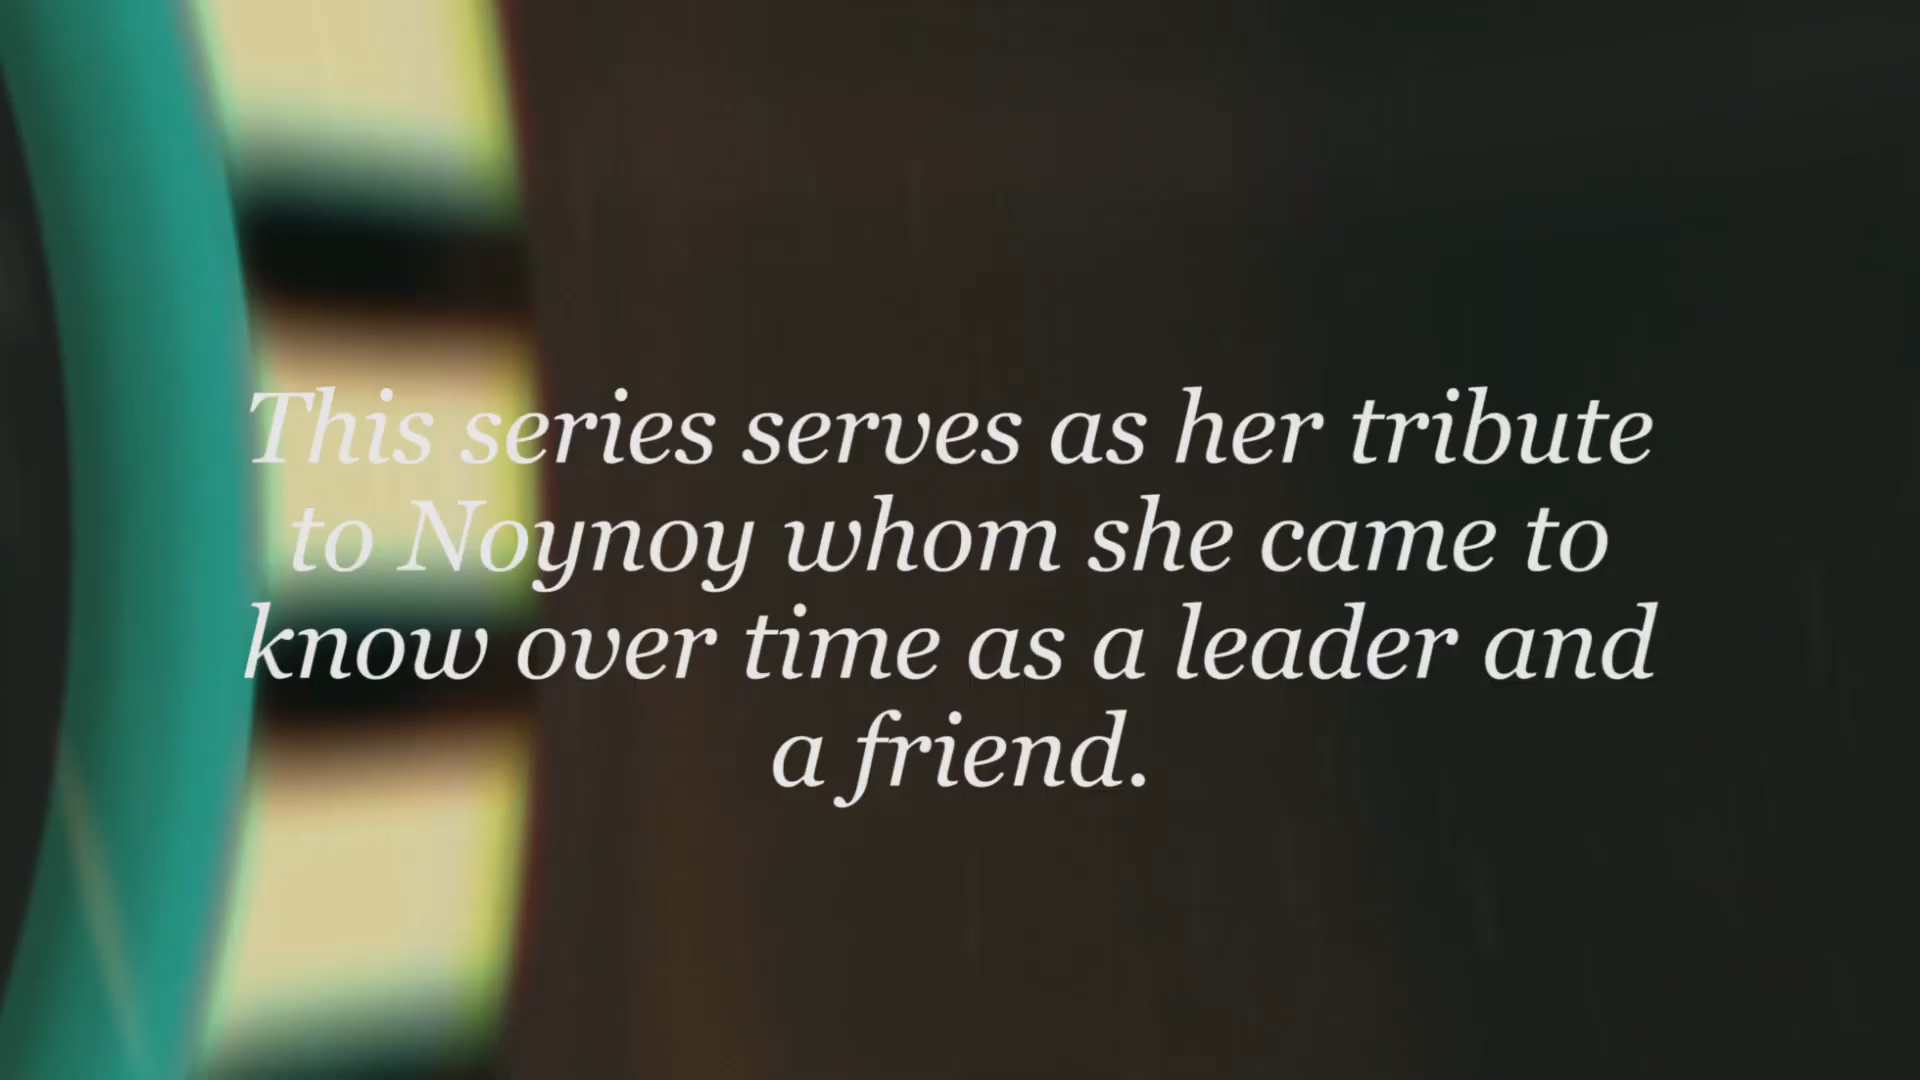 This series serves as her tribute
to Noynoy whom she came to
know over time as a leader and
a friend.